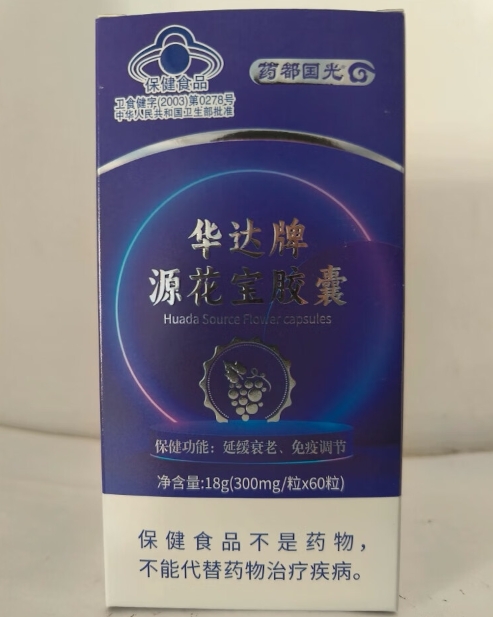 保健食品
卫食健字(2003)第0278号
中华人民共和国卫生部批准
药都国光
华达牌
源花宝胶囊
Huada Source Flower capsules
保健功能：延缓衰老、免疫调节
净含量:18g(300mg/粒x60粒)
保健食品不是药物，
不能代替药物治疗疾病。